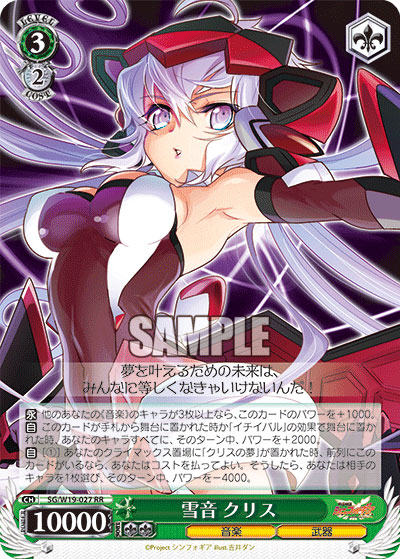 LEVEL
3
2
COST
SAMPLE
夢を叶えるための未来は、
みんなに等しくなきゃいけないんだ!
永 他のあなたの《音楽》のキャラが3枚以上なら、このカードのパワーを+1000。
自 このカードが手札から舞台に置かれたか「イチイバル」の効果で舞台に置かれた時、あなたのキャラすべてに、そのターン中、パワーを+2000。
自 [①] あなたのクライマックス置場に「クリスの夢」が置かれた時、前列にこのカードがいるなら、あなたはコストを払ってよい。そうしたら、あなたは相手のキャラを1枚選び、そのターン中、パワーを-4000。
CH SG/W19-027 RR
10000
雪音 クリス
音楽 武器
©Project シンフォギア Illust.吉井ダン